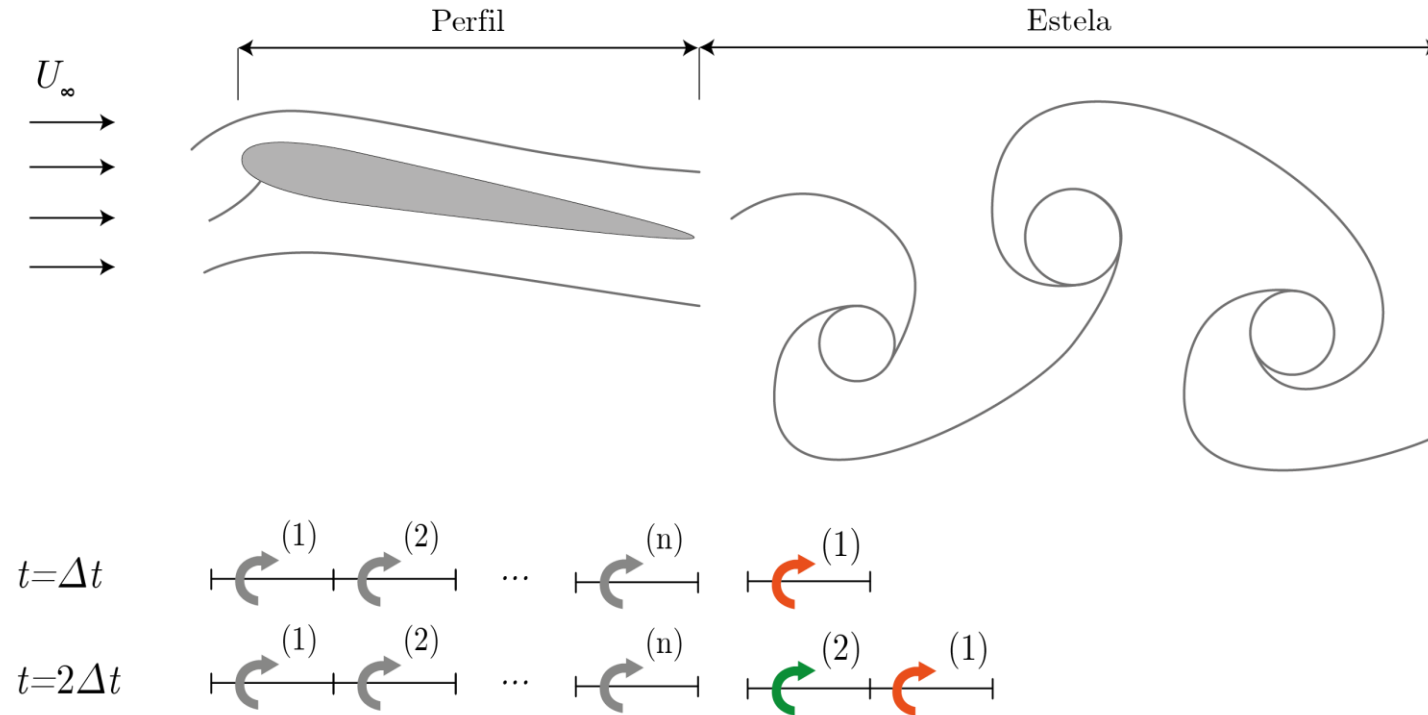 Perfil Estela
U∞
(1) (2) (n) (1)
t=Δt ...
(1) (2) (n) (2) (1)
t=2Δt ...